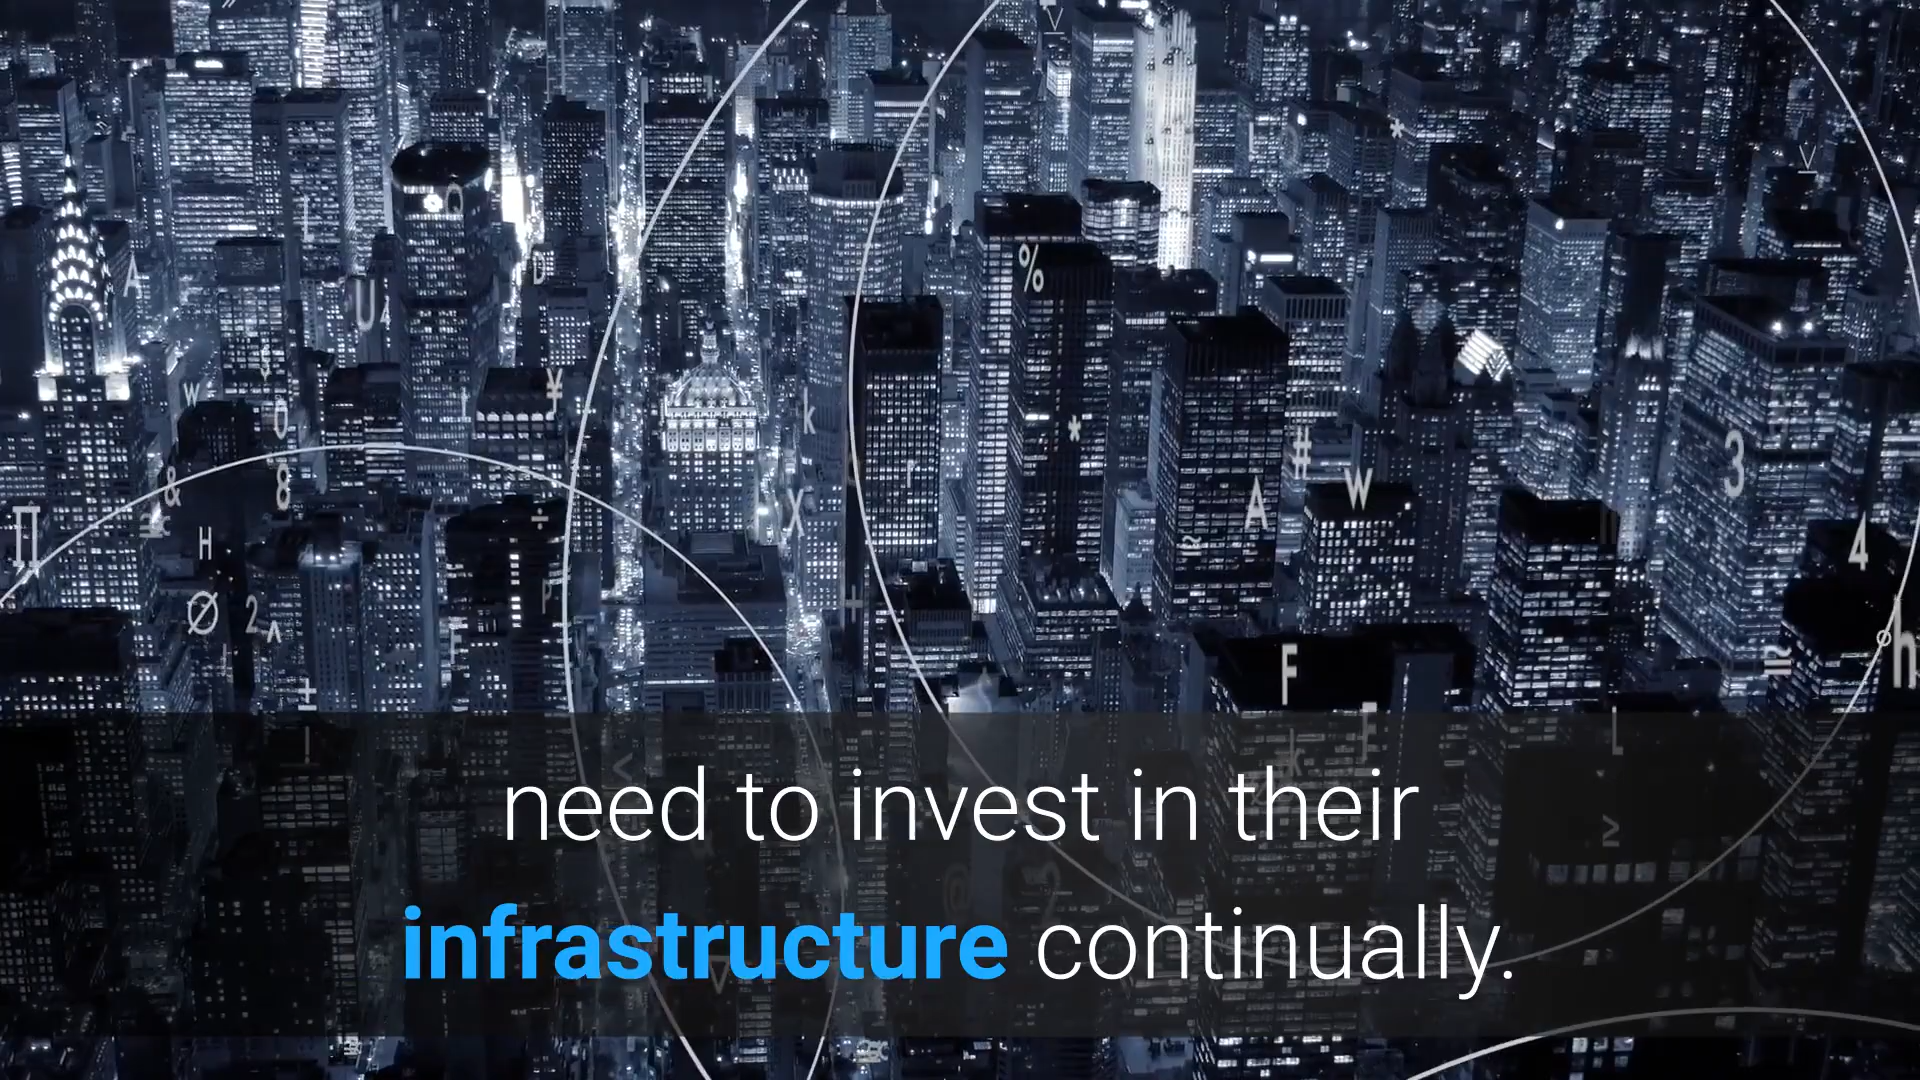 need to invest in their
infrastructure continually.